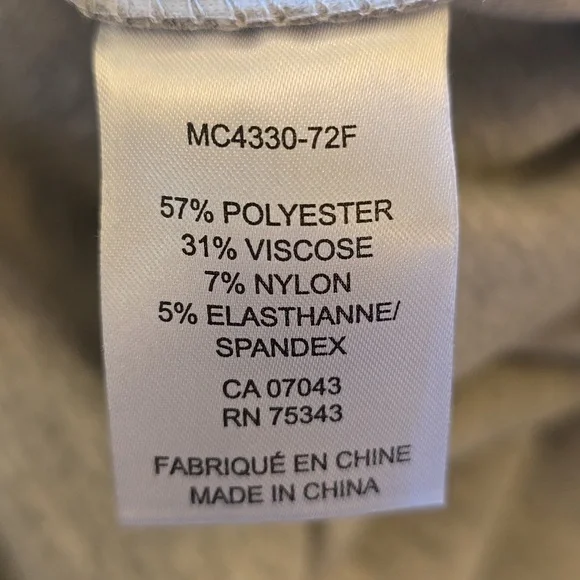 MC4330-72F
57% POLYESTER
31% VISCOSE
7% NYLON
5% ELASTHANNE/
SPANDEX
CA 07043
RN 75343
FABRIQUÉ EN CHINE
MADE IN CHINA